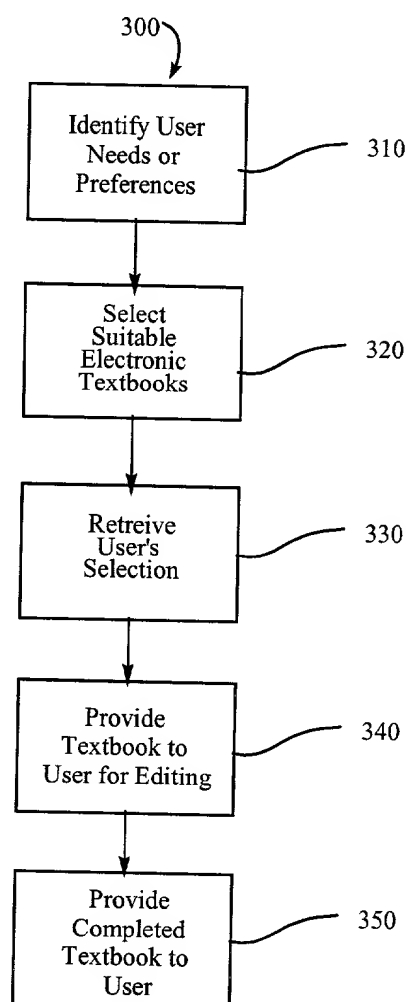 300
Identify User
Needs or
Preferences
310
Select
Suitable
Electronic
Textbooks
320
Retreive
User's
Selection
330
Provide
Textbook to
User for Editing
340
Provide
Completed
Textbook to
User
350